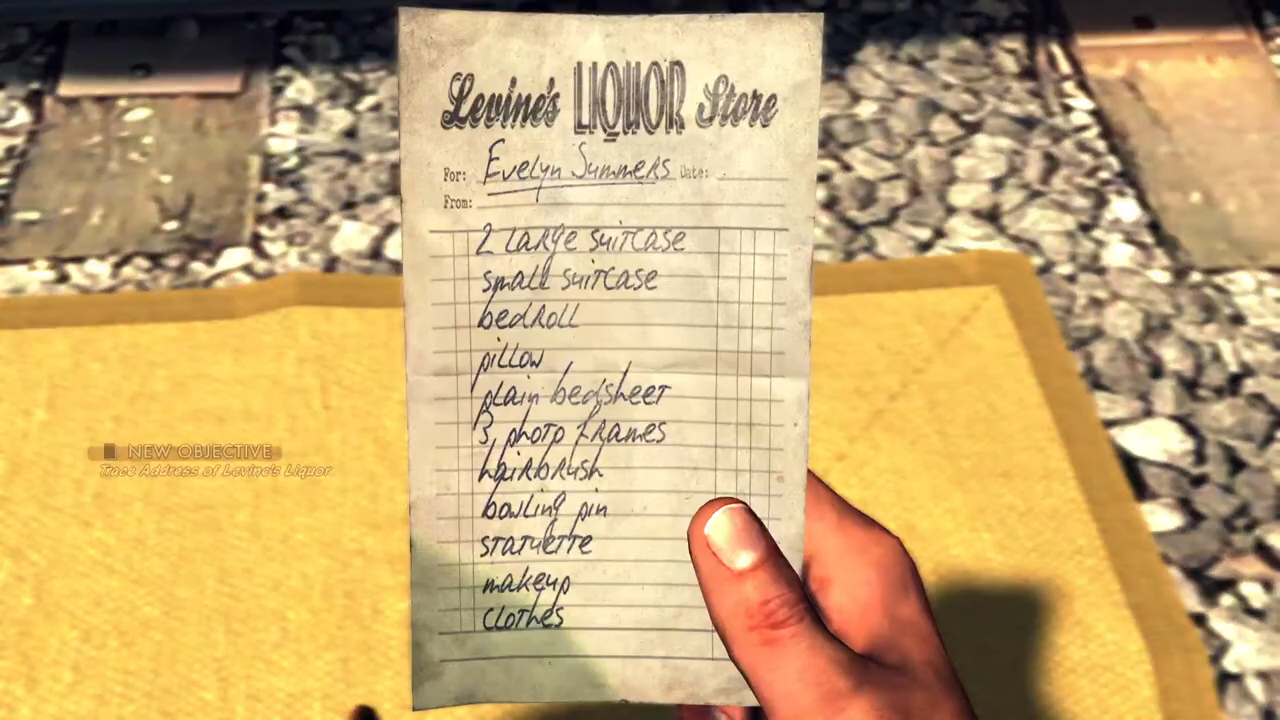 Levine's LIQUOR Store
For: Evelyn Summers Date:
From:
2 large suitcase
small suitcase
bedroll
pillow
plain bedsheet
3 photo frames
hairbrush
bowling pin
statuette
makeup
clothes
NEW OBJECTIVE
Trace Address of Levine's Liquor